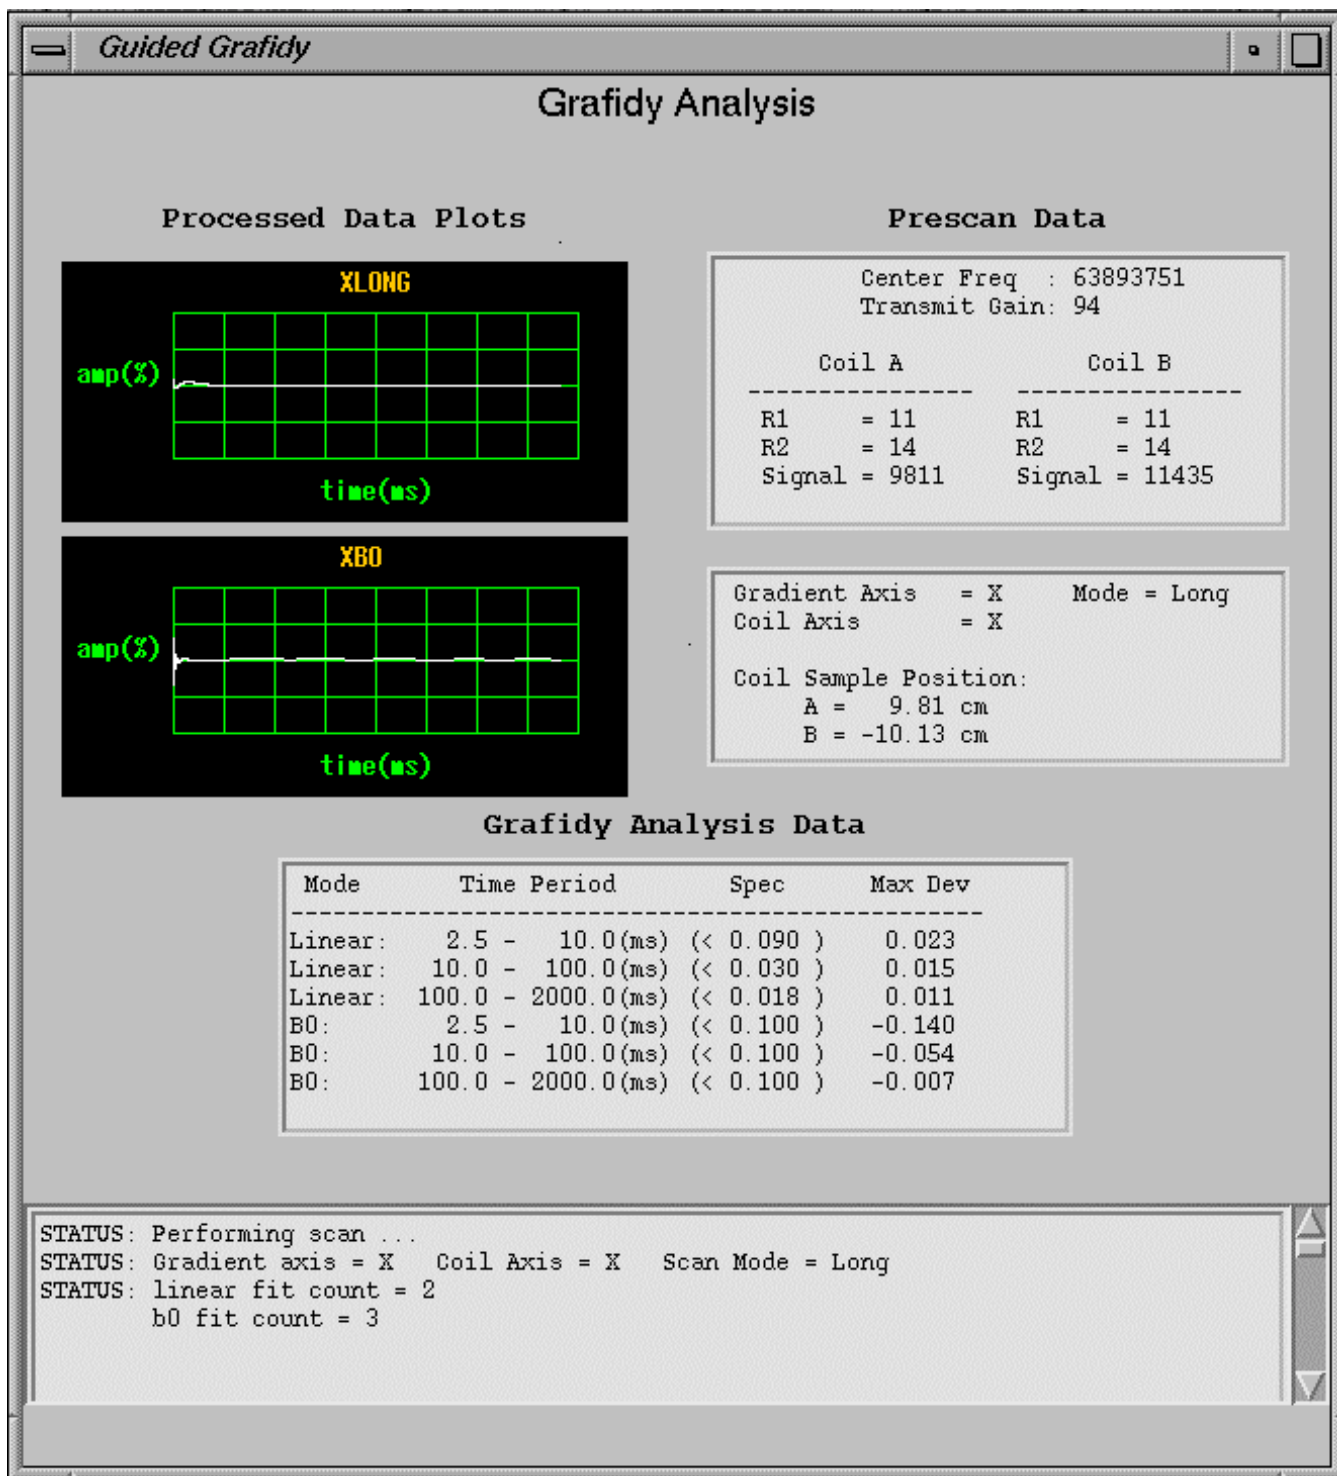 Guided Grafidy
Grafidy Analysis
Processed Data Plots
XLONG
amp(%)
time(ms)
XB0
amp(%)
time(ms)
Prescan Data
Center Freq : 63893751
Transmit Gain: 94
Coil A Coil B
---------------- ----------------
R1 = 11 R1 = 11
R2 = 14 R2 = 14
Signal = 9811 Signal = 11435
Gradient Axis = X Mode = Long
Coil Axis = X
Coil Sample Position:
A = 9.81 cm
B = -10.13 cm
Grafidy Analysis Data
Mode Time Period Spec Max Dev
-------------------------------------------------
Linear: 2.5 - 10.0(ms) (< 0.090 ) 0.023
Linear: 10.0 - 100.0(ms) (< 0.030 ) 0.015
Linear: 100.0 - 2000.0(ms) (< 0.018 ) 0.011
B0: 2.5 - 10.0(ms) (< 0.100 ) -0.140
B0: 10.0 - 100.0(ms) (< 0.100 ) -0.054
B0: 100.0 - 2000.0(ms) (< 0.100 ) -0.007
STATUS: Performing scan ...
STATUS: Gradient axis = X Coil Axis = X Scan Mode = Long
STATUS: linear fit count = 2
b0 fit count = 3